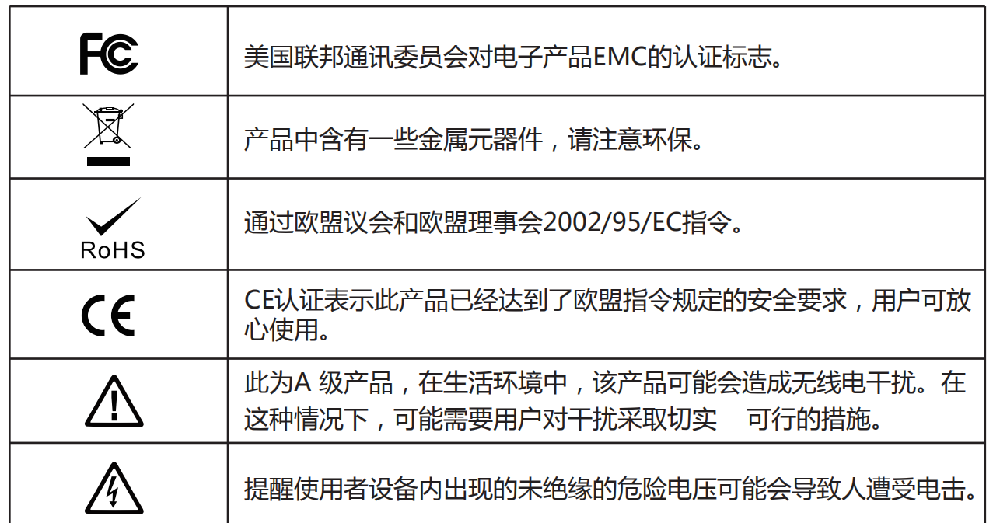 FC
美国联邦通讯委员会对电子产品EMC的认证标志。
产品中含有一些金属元器件，请注意环保。
通过欧盟议会和欧盟理事会2002/95/EC指令。
RoHS
CE
CE认证表示此产品已经达到了欧盟指令规定的安全要求，用户可放
心使用。
此为A 级产品，在生活环境中，该产品可能会造成无线电干扰。在
这种情况下，可能需要用户对干扰采取切实 可行的措施。
提醒使用者设备内出现的未绝缘的危险电压可能会导致人遭受电击。